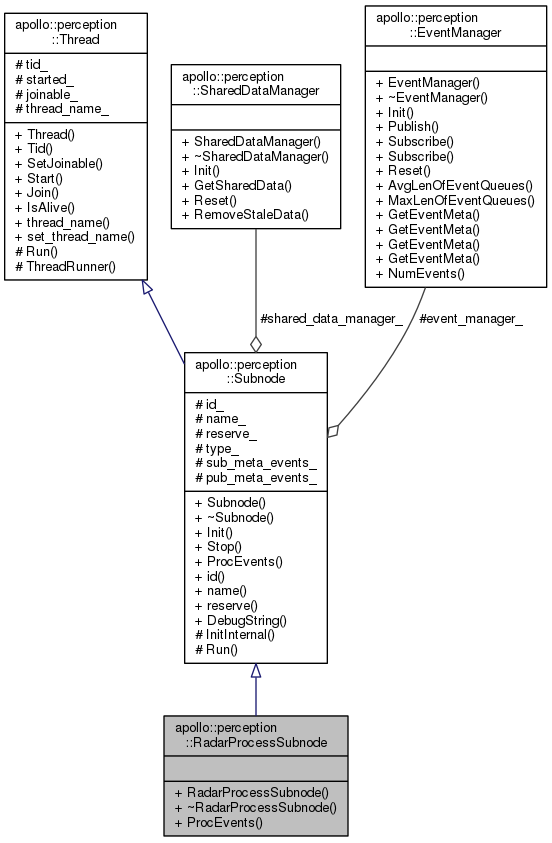 apollo::perception
::Thread
# tid_
# started_
# joinable_
# thread_name_
+ Thread()
+ Tid()
+ SetJoinable()
+ Start()
+ Join()
+ IsAlive()
+ thread_name()
+ set_thread_name()
# Run()
# ThreadRunner()
apollo::perception
::SharedDataManager
+ SharedDataManager()
+ ~SharedDataManager()
+ Init()
+ GetSharedData()
+ Reset()
+ RemoveStaleData()
apollo::perception
::EventManager
+ EventManager()
+ ~EventManager()
+ Init()
+ Publish()
+ Subscribe()
+ Subscribe()
+ Reset()
+ AvgLenOfEventQueues()
+ MaxLenOfEventQueues()
+ GetEventMeta()
+ GetEventMeta()
+ GetEventMeta()
+ GetEventMeta()
+ NumEvents()
#shared_data_manager_
#event_manager_
apollo::perception
::Subnode
# id_
# name_
# reserve_
# type_
# sub_meta_events_
# pub_meta_events_
+ Subnode()
+ ~Subnode()
+ Init()
+ Stop()
+ ProcEvents()
+ id()
+ name()
+ reserve()
+ DebugString()
# InitInternal()
# Run()
apollo::perception
::RadarProcessSubnode
+ RadarProcessSubnode()
+ ~RadarProcessSubnode()
+ ProcEvents()